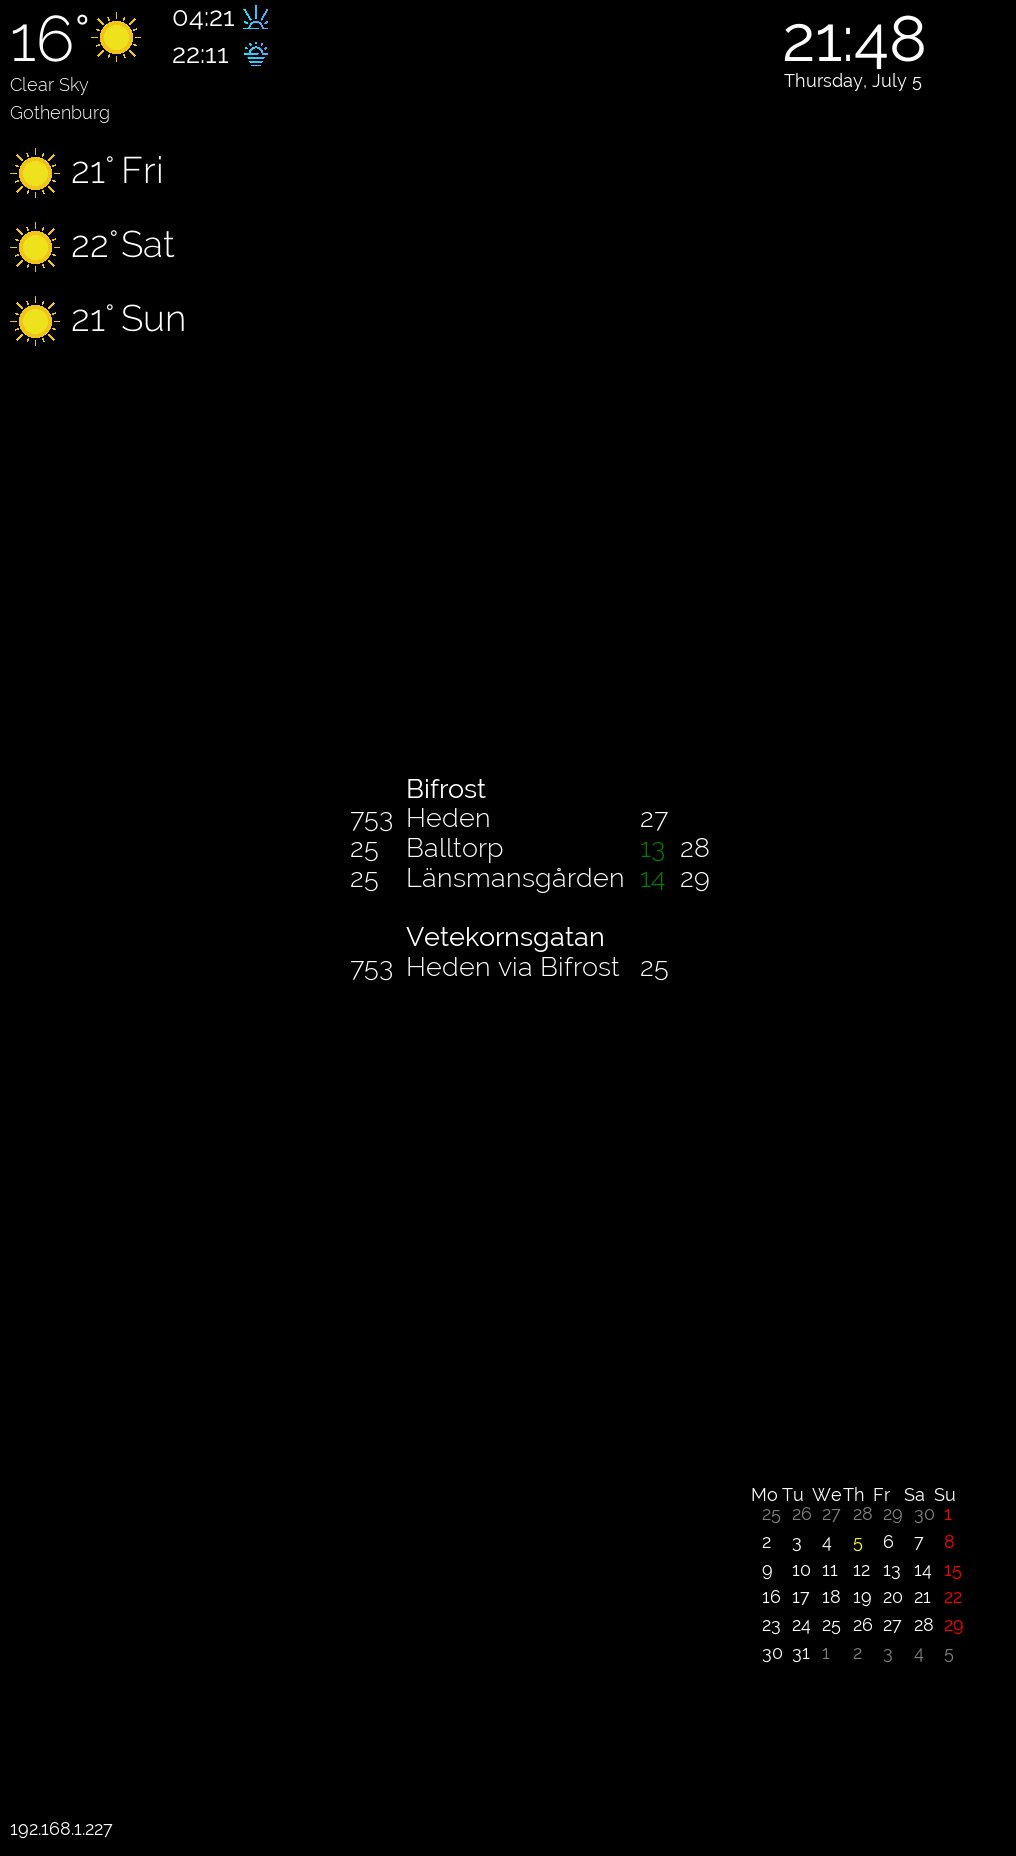 16°
04:21
22:11
Clear Sky
Gothenburg
21:48
Thursday, July 5
21° Fri
22° Sat
21° Sun
Bifrost
753 Heden 27
25 Balltorp 13 28
25 Länsmansgården 14 29
Vetekornsgatan
753 Heden via Bifrost 25
Mo Tu We Th Fr Sa Su
25 26 27 28 29 30 1
2 3 4 5 6 7 8
9 10 11 12 13 14 15
16 17 18 19 20 21 22
23 24 25 26 27 28 29
30 31 1 2 3 4 5
192.168.1.227